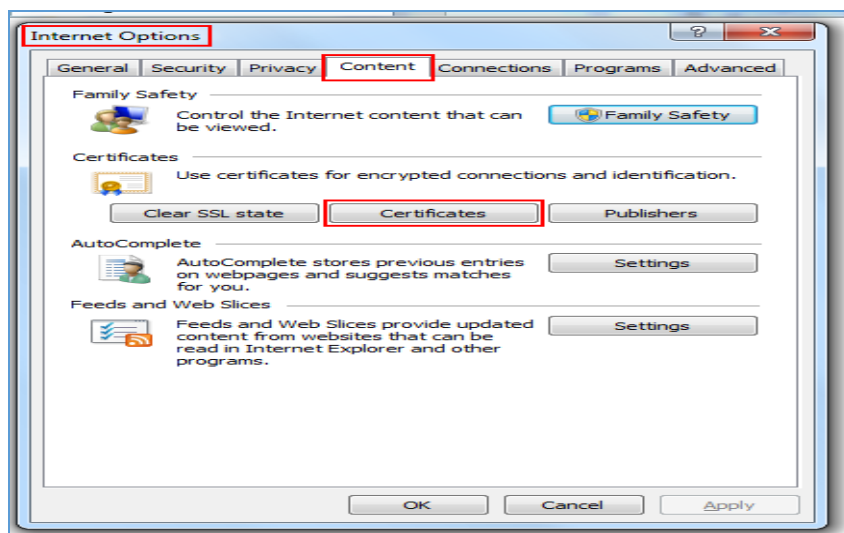 Internet Options
?
General Security Privacy Content Connections Programs Advanced
Family Safety
Control the Internet content that can
be viewed.
Family Safety
Certificates
Use certificates for encrypted connections and identification.
Clear SSL state
Certificates
Publishers
AutoComplete
AutoComplete stores previous entries
on webpages and suggests matches
for you.
Settings
Feeds and Web Slices
Feeds and Web Slices provide updated
content from websites that can be
read in Internet Explorer and other
programs.
Settings
OK
Cancel
Apply